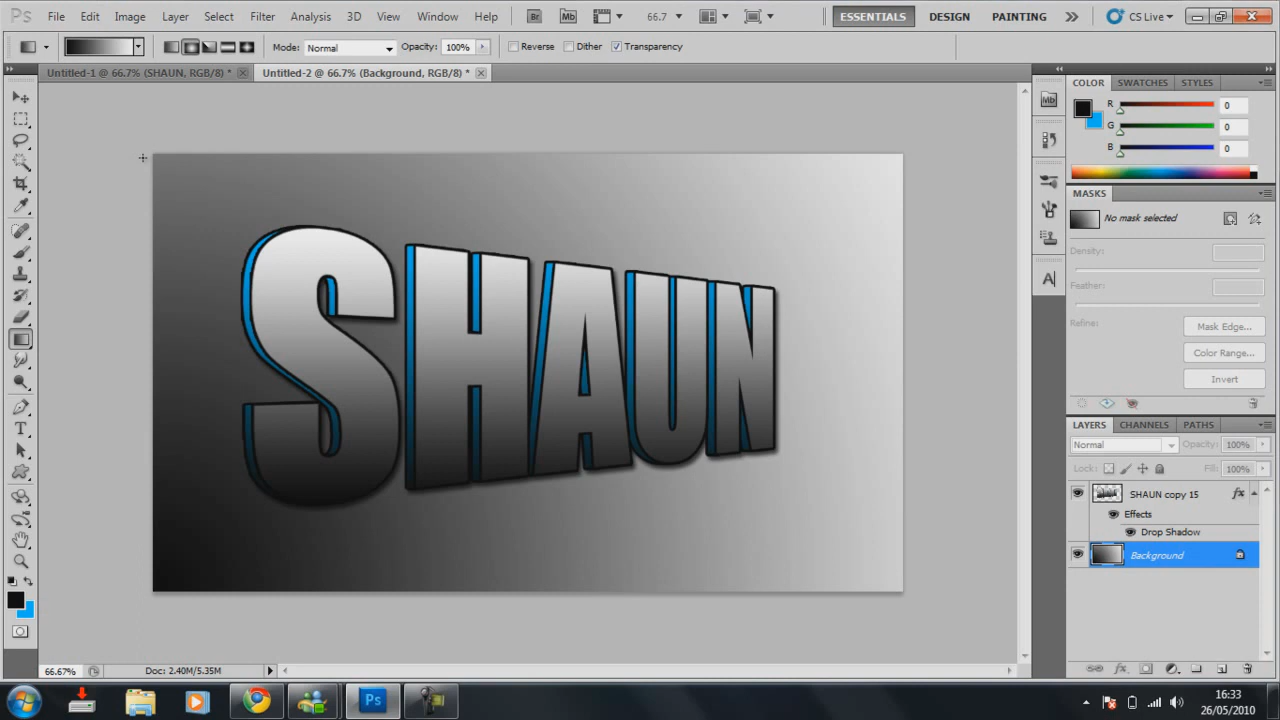 Ps File Edit Image Layer Select Filter Analysis 3D View Window Help Br Mb 66.7 ESSENTIALS DESIGN PAINTING CS Live
Mode: Normal Opacity: 100% Reverse Dither Transparency
Untitled-1 @ 66.7% (SHAUN, RGB/8) * Untitled-2 @ 66.7% (Background, RGB/8) *
COLOR SWATCHES STYLES
Mb
R 0
G 0
B 0
MASKS
No mask selected
Density:
Feather:
Refine: Mask Edge...
Color Range...
Invert
A
SHAUN
LAYERS CHANNELS PATHS
Normal Opacity: 100%
Lock: Fill: 100%
SHAUN copy 15 fx
Effects
Drop Shadow
Background
T
66.67% Doc: 2.40M/5.35M
fx
Ps
16:33
26/05/2010